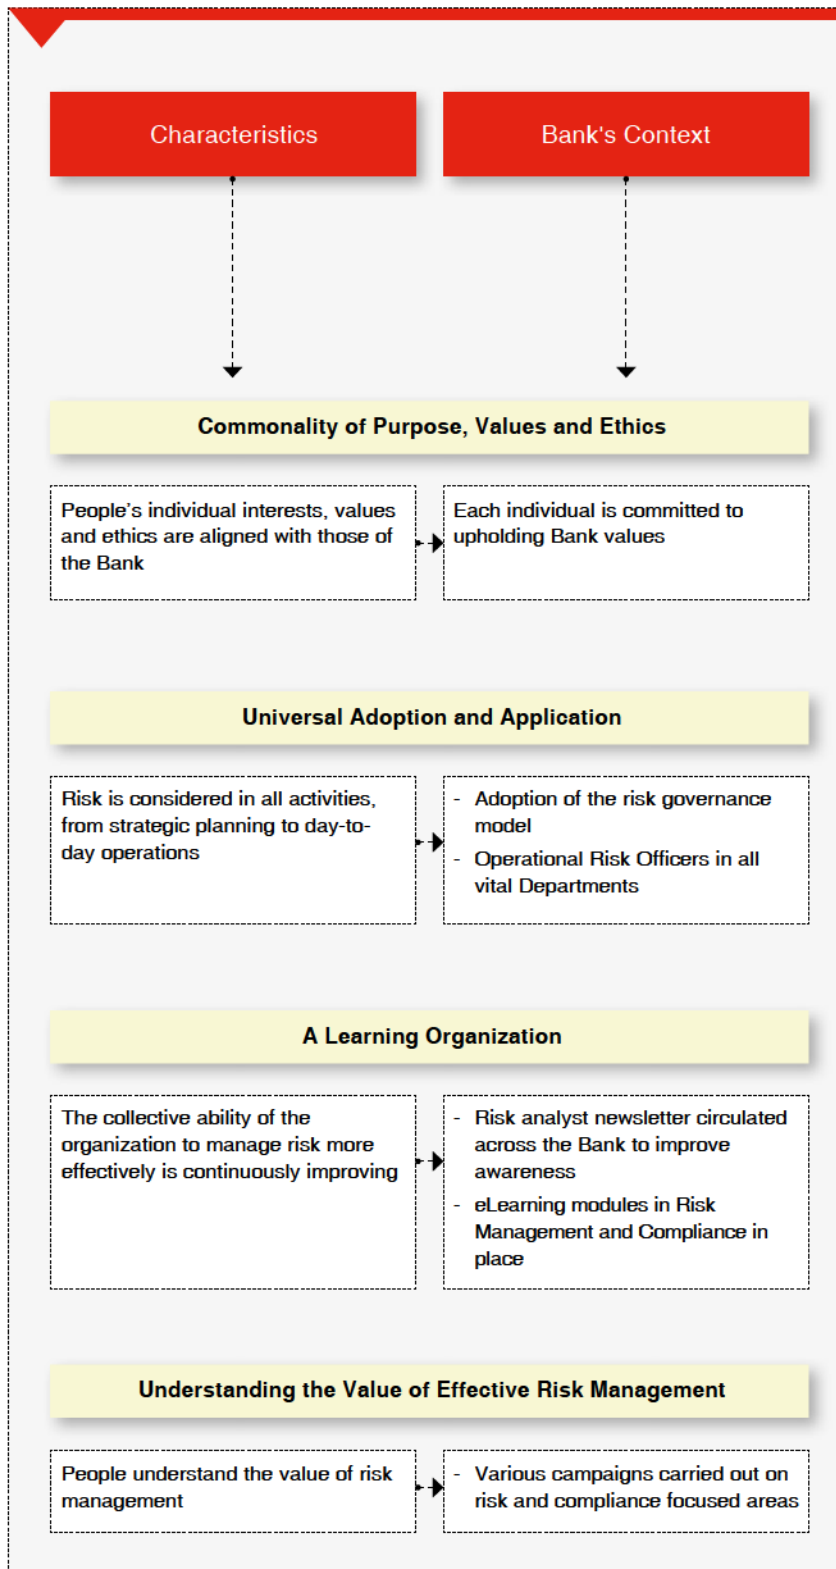 Characteristics
Bank's Context
Commonality of Purpose, Values and Ethics
People's individual interests, values
and ethics are aligned with those of
the Bank
Each individual is committed to
upholding Bank values
Universal Adoption and Application
Risk is considered in all activities,
from strategic planning to day-to-
day operations
- Adoption of the risk governance
model
- Operational Risk Officers in all
vital Departments
A Learning Organization
The collective ability of the
organization to manage risk more
effectively is continuously improving
- Risk analyst newsletter circulated
across the Bank to improve
awareness
- eLearning modules in Risk
Management and Compliance in
place
Understanding the Value of Effective Risk Management
People understand the value of risk
management
- Various campaigns carried out on
risk and compliance focused areas